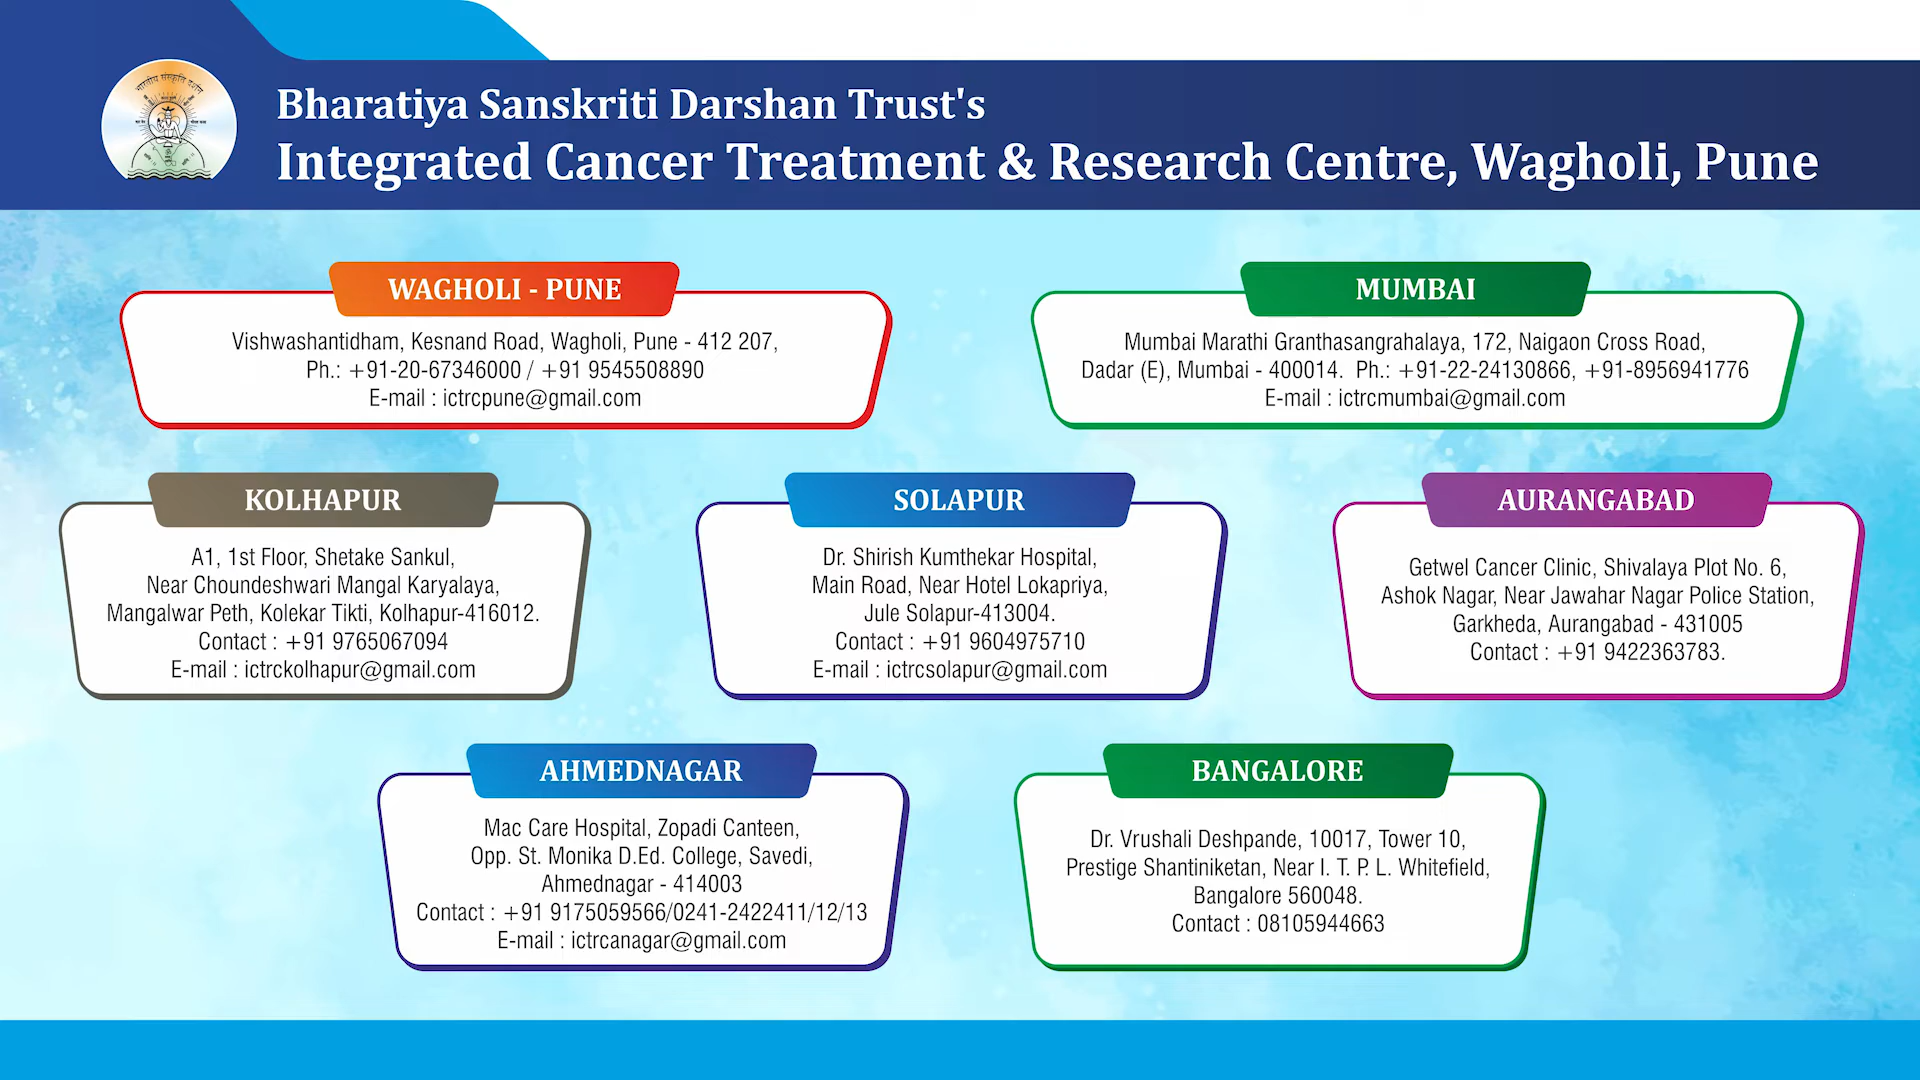 भारतीय संस्कृति दर्शन
Bharatiya Sanskriti Darshan Trust's
Integrated Cancer Treatment & Research Centre, Wagholi, Pune
WAGHOLI - PUNE
Vishwashantidham, Kesnand Road, Wagholi, Pune - 412 207,
Ph.: +91-20-67346000 / +91 9545508890
E-mail : ictrcpune@gmail.com
MUMBAI
Mumbai Marathi Granthasangrahalaya, 172, Naigaon Cross Road,
Dadar (E), Mumbai - 400014. Ph.: +91-22-24130866, +91-8956941776
E-mail : ictrcmumbai@gmail.com
KOLHAPUR
A1, 1st Floor, Shetake Sankul,
Near Choundeshwari Mangal Karyalaya,
Mangalwar Peth, Kolekar Tikti, Kolhapur-416012.
Contact : +91 9765067094
E-mail : ictrckolhapur@gmail.com
SOLAPUR
Dr. Shirish Kumthekar Hospital,
Main Road, Near Hotel Lokapriya,
Jule Solapur-413004.
Contact : +91 9604975710
E-mail : ictrcsolapur@gmail.com
AURANGABAD
Getwel Cancer Clinic, Shivalaya Plot No. 6,
Ashok Nagar, Near Jawahar Nagar Police Station,
Garkheda, Aurangabad - 431005
Contact : +91 9422363783.
AHMEDNAGAR
Mac Care Hospital, Zopadi Canteen,
Opp. St. Monika D.Ed. College, Savedi,
Ahmednagar - 414003
Contact : +91 9175059566/0241-2422411/12/13
E-mail : ictrcanagar@gmail.com
BANGALORE
Dr. Vrushali Deshpande, 10017, Tower 10,
Prestige Shantiniketan, Near I. T. P. L. Whitefield,
Bangalore 560048.
Contact : 08105944663